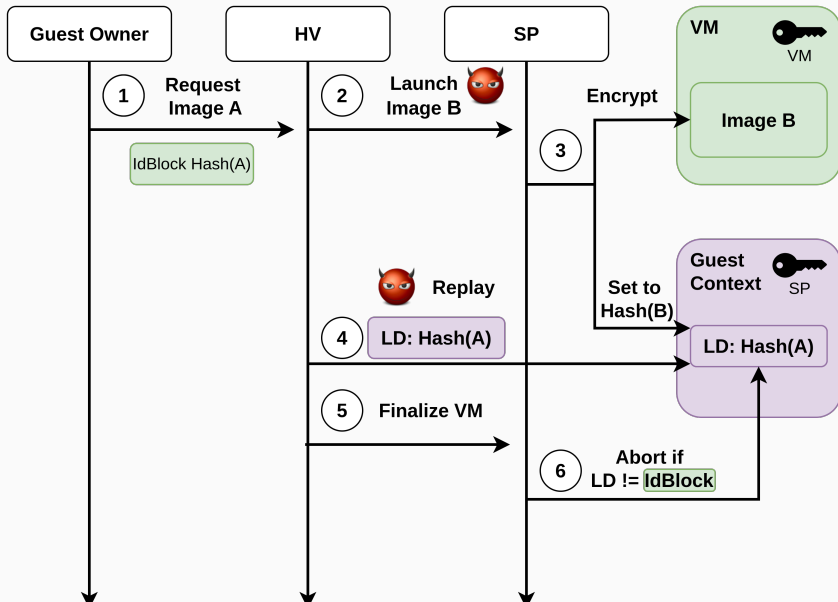 Guest Owner
HV
SP
VM
VM
1
Request
Image A
IdBlock Hash(A)
2
Launch
Image B
3
Encrypt
Image B
Guest
Context
SP
Set to
Hash(B)
LD: Hash(A)
Replay
4
LD: Hash(A)
5
Finalize VM
6
Abort if
LD != IdBlock